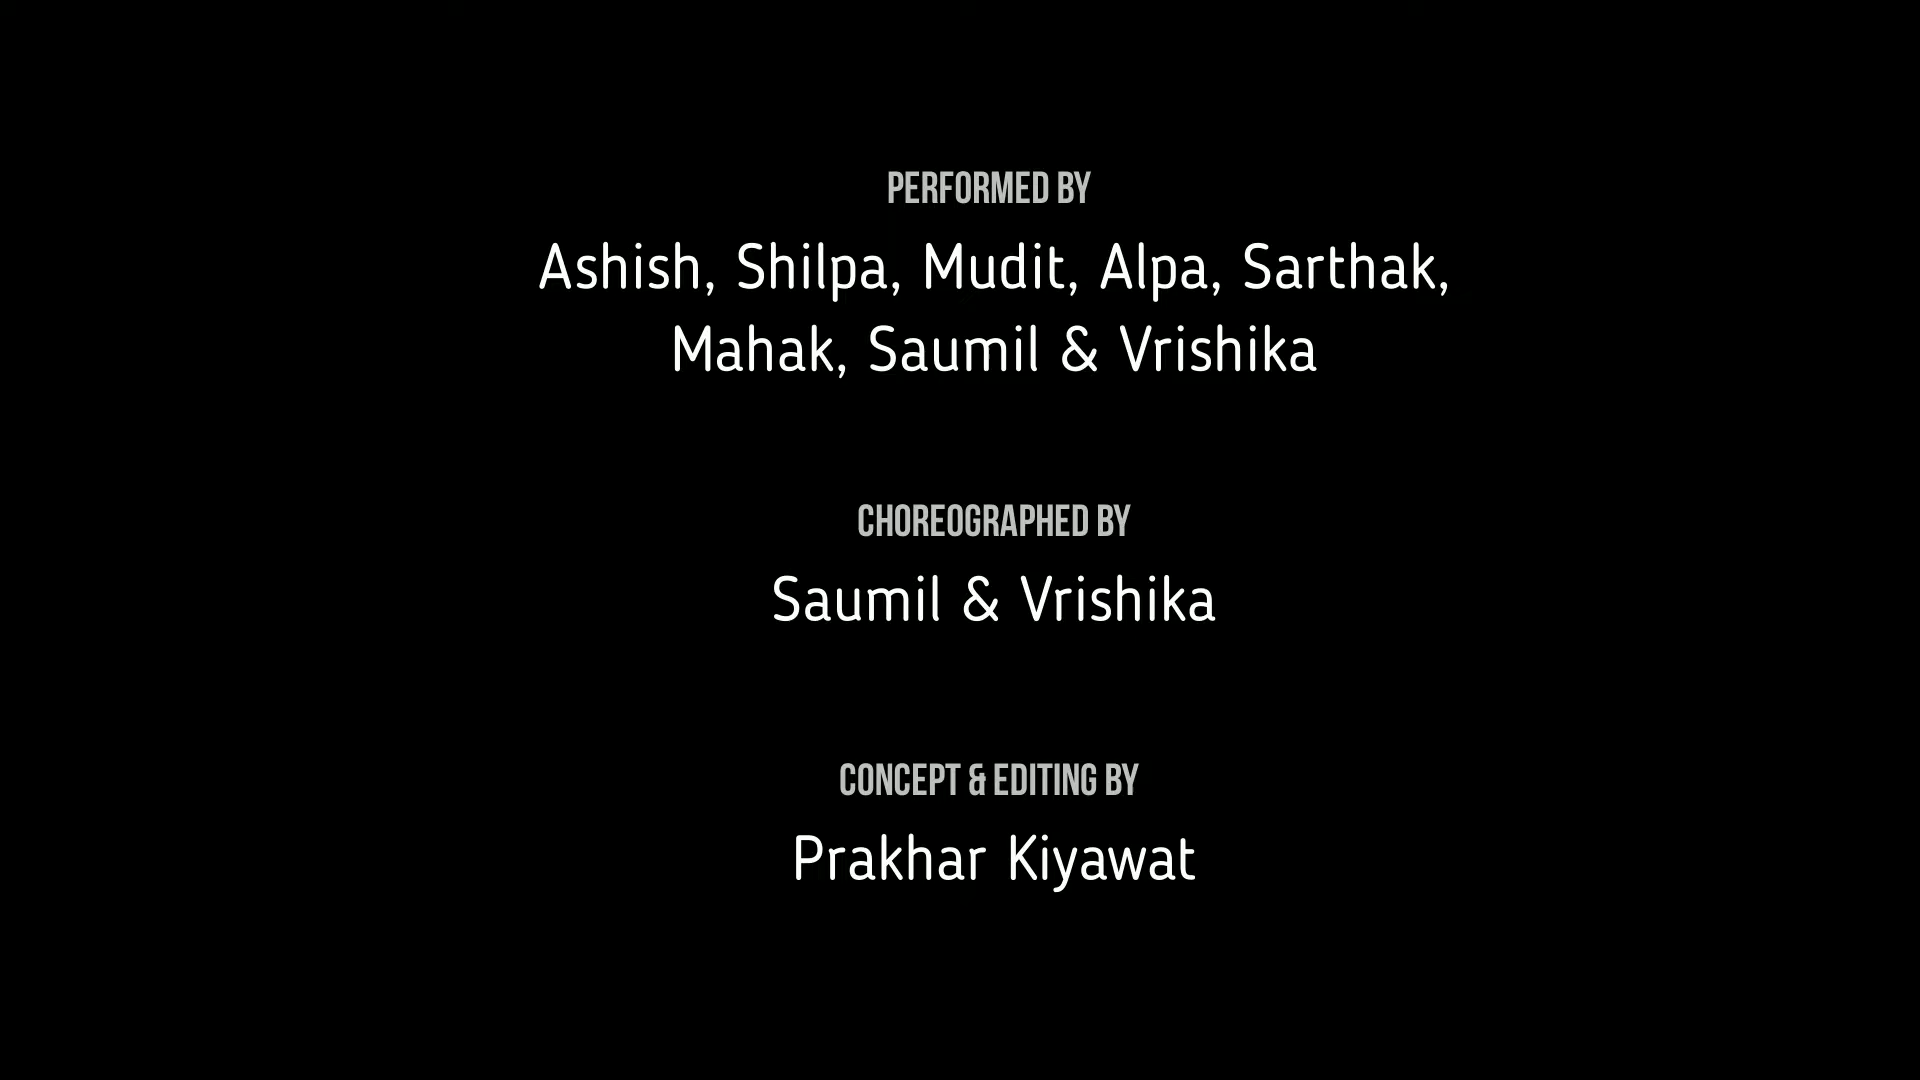 PERFORMED BY
Ashish, Shilpa, Mudit, Alpa, Sarthak,
Mahak, Saumil & Vrishika
CHOREOGRAPHED BY
Saumil & Vrishika
CONCEPT & EDITING BY
Prakhar Kiyawat